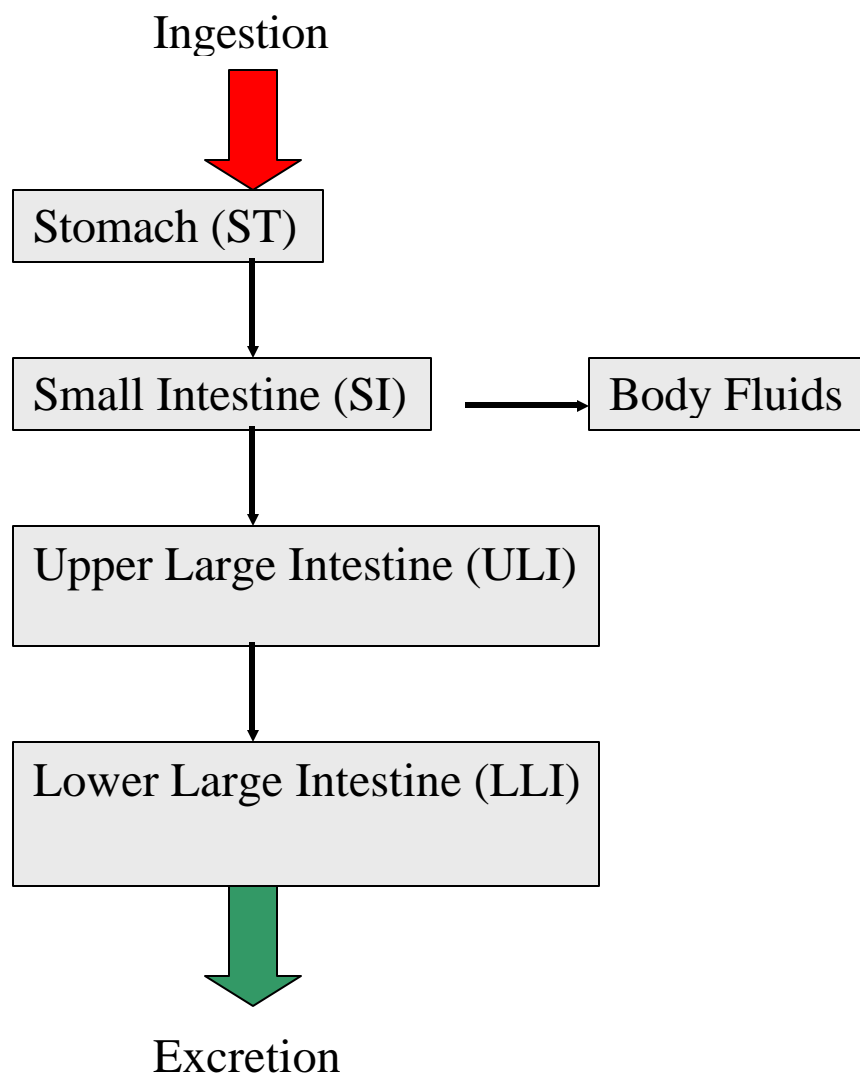 Ingestion
Stomach (ST)
Small Intestine (SI)
Body Fluids
Upper Large Intestine (ULI)
Lower Large Intestine (LLI)
Excretion